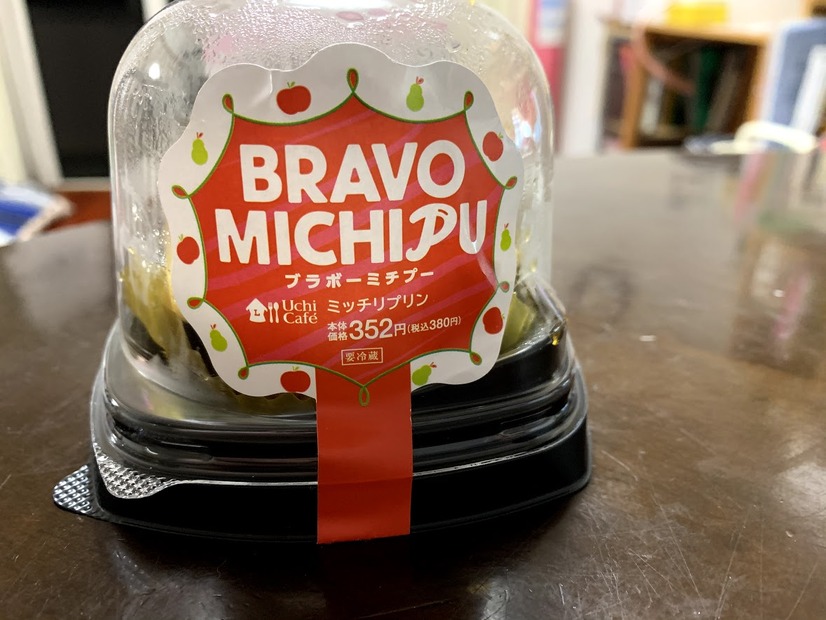 BRAVO
MICHIPU
ブラボーミチプー
Uchi Café ミッチリプリン
本体価格352円(税込380円)
要冷蔵